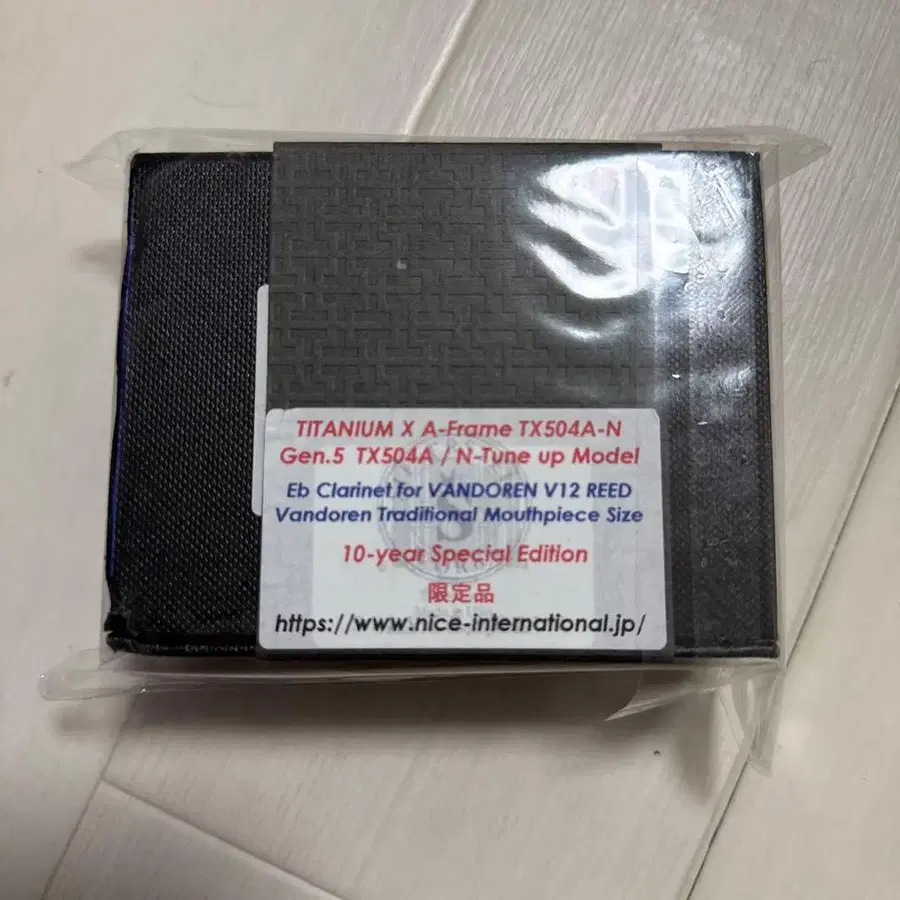 TITANIUM X A-Frame TX504A-N
Gen.5 TX504A / N-Tune up Model
Eb Clarinet for VANDOREN V12 REED
Vandoren Traditional Mouthpiece Size
10-year Special Edition
限定品
https://www.nice-international.jp/